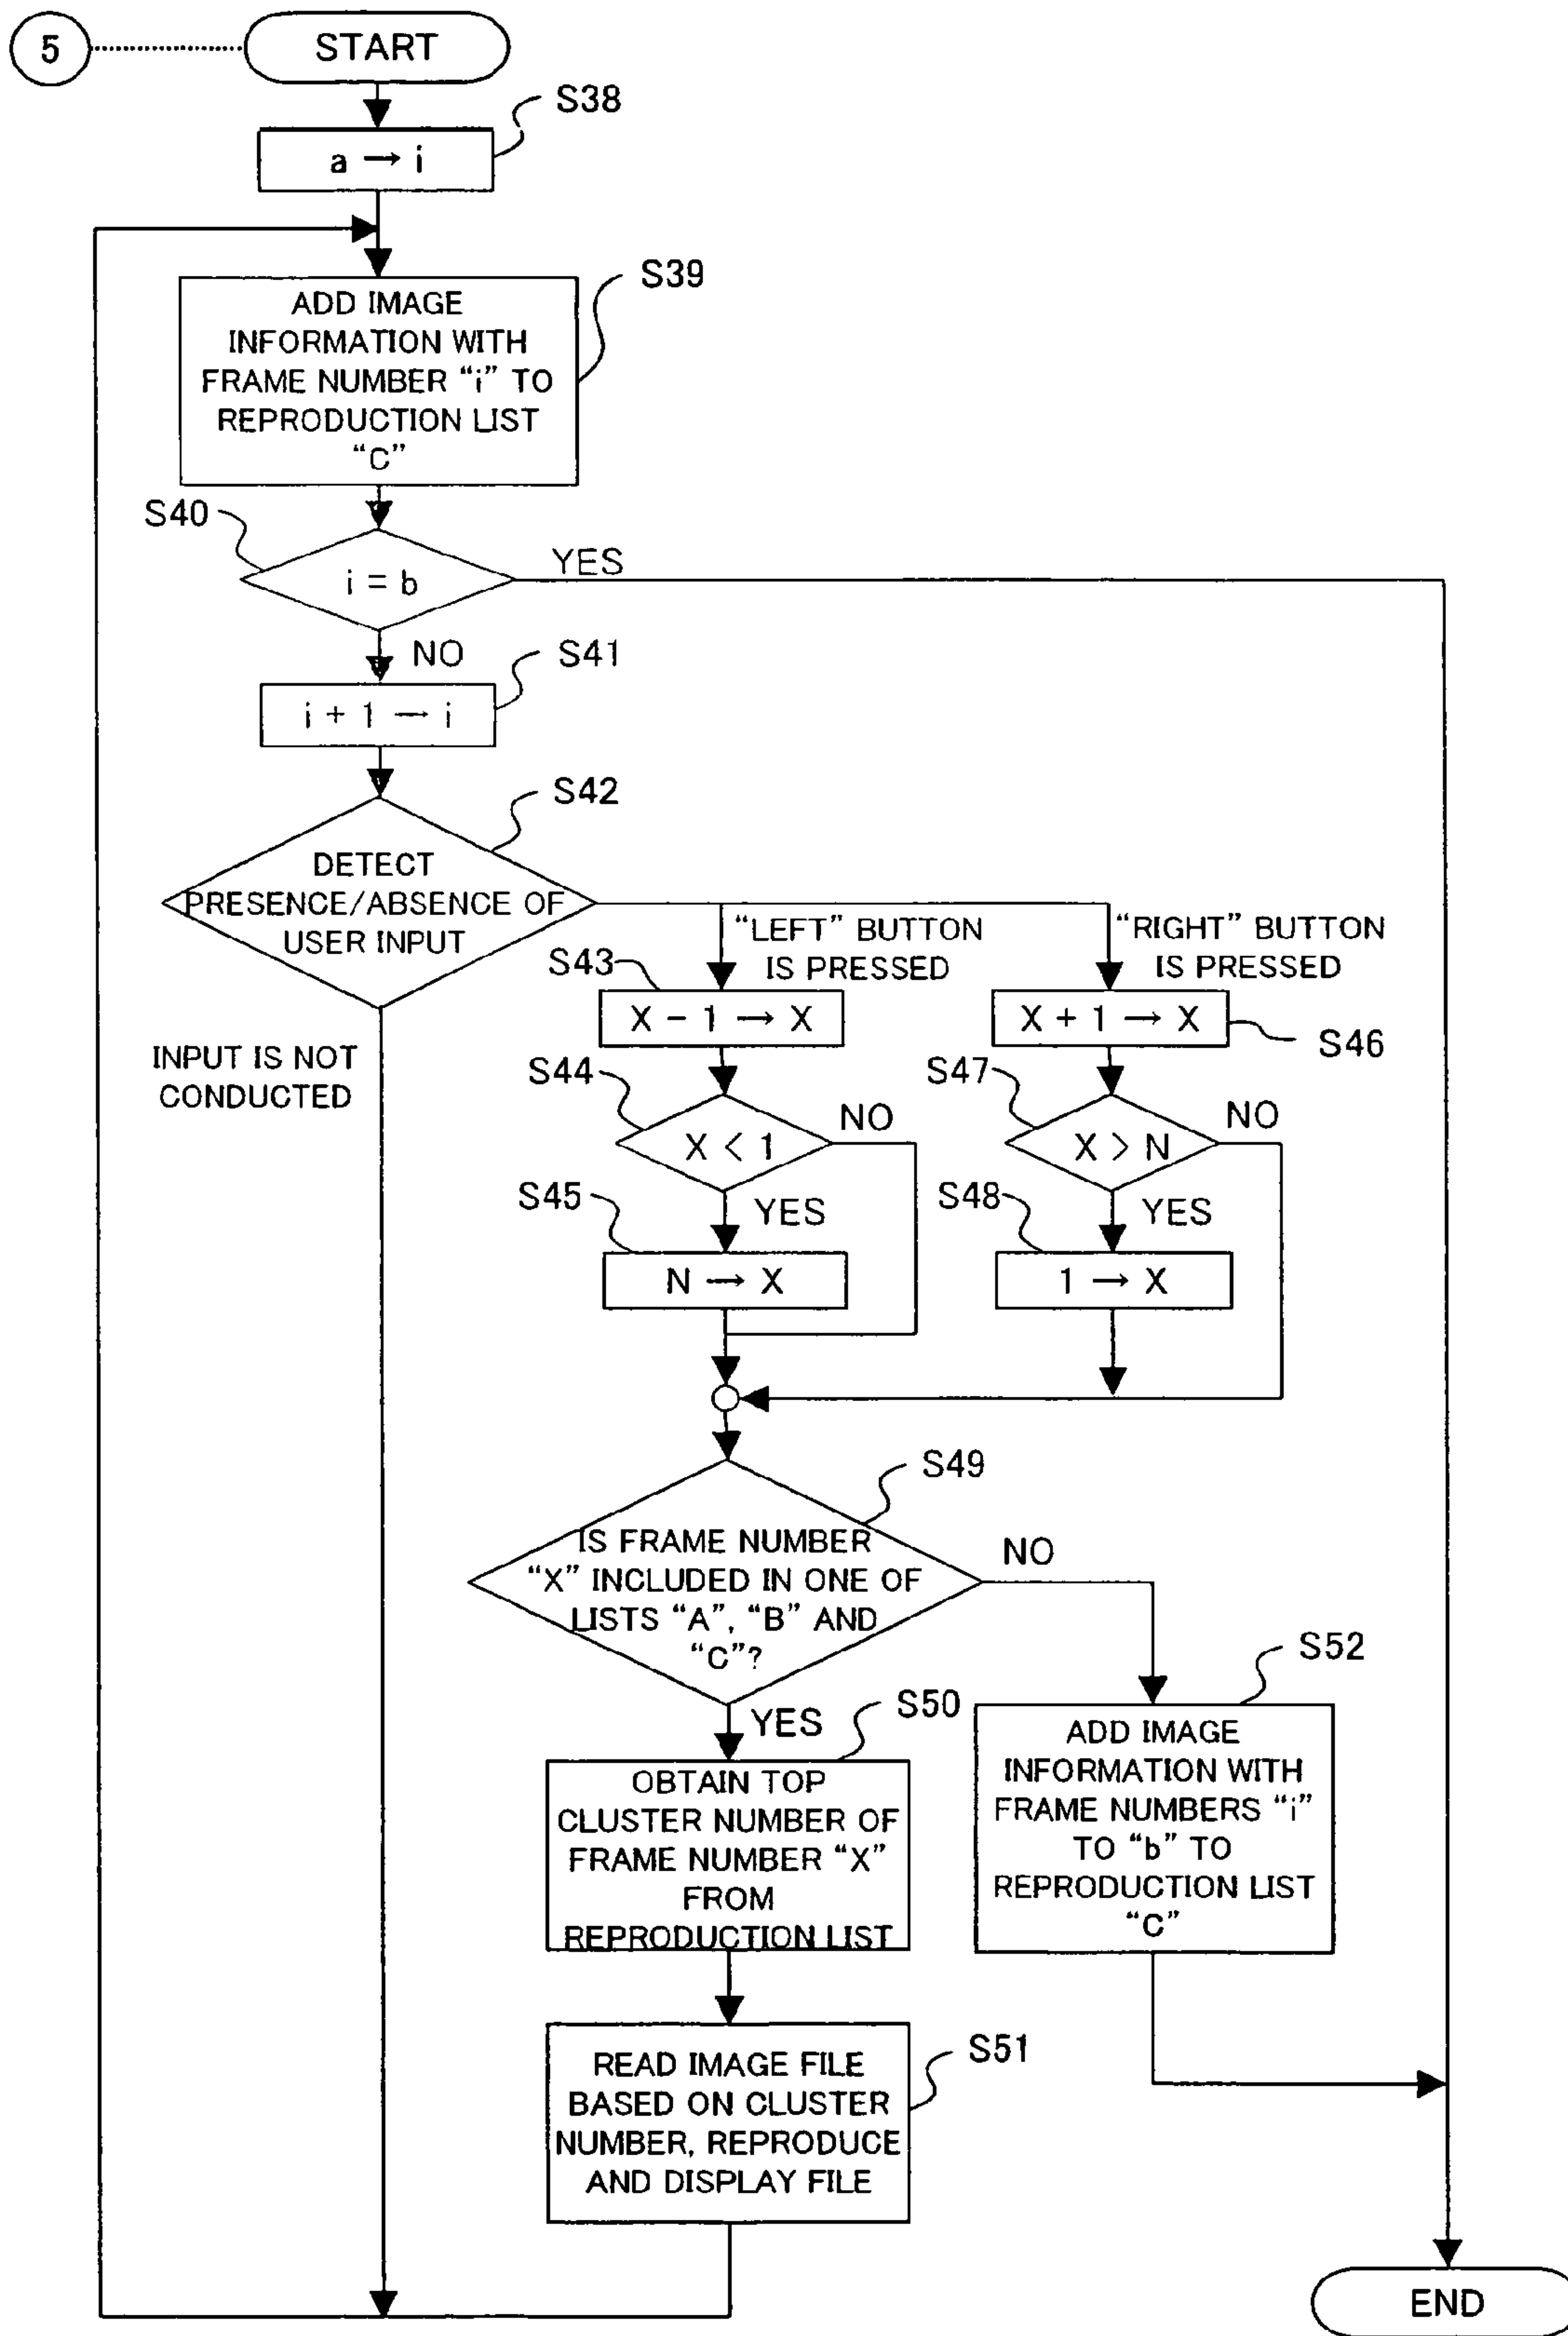 5
START
S38
a → i
S39
ADD IMAGE
INFORMATION WITH
FRAME NUMBER “i” TO
REPRODUCTION LIST
“C”
S40
YES
i = b
NO
S41
i + 1 → i
S42
DETECT
PRESENCE/ABSENCE OF
USER INPUT
“LEFT” BUTTON
IS PRESSED
“RIGHT” BUTTON
IS PRESSED
INPUT IS NOT
CONDUCTED
S43
X - 1 → X
X + 1 → X
S46
S44
X < 1
NO
S47
X > N
NO
S45
YES
N → X
S48
YES
1 → X
S49
IS FRAME NUMBER
“X” INCLUDED IN ONE OF
LISTS “A”, “B” AND
“C”?
NO
YES
S50
OBTAIN TOP
CLUSTER NUMBER OF
FRAME NUMBER “X”
FROM
REPRODUCTION LIST
S52
ADD IMAGE
INFORMATION WITH
FRAME NUMBERS “i”
TO “b” TO
REPRODUCTION LIST
“C”
S51
READ IMAGE FILE
BASED ON CLUSTER
NUMBER, REPRODUCE
AND DISPLAY FILE
END